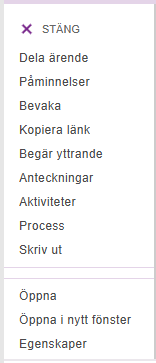 STÄNG
Dela ärende
Påminnelser
Bevaka
Kopiera länk
Begär yttrande
Anteckningar
Aktiviteter
Process
Skriv ut
Öppna
Öppna i nytt fönster
Egenskaper